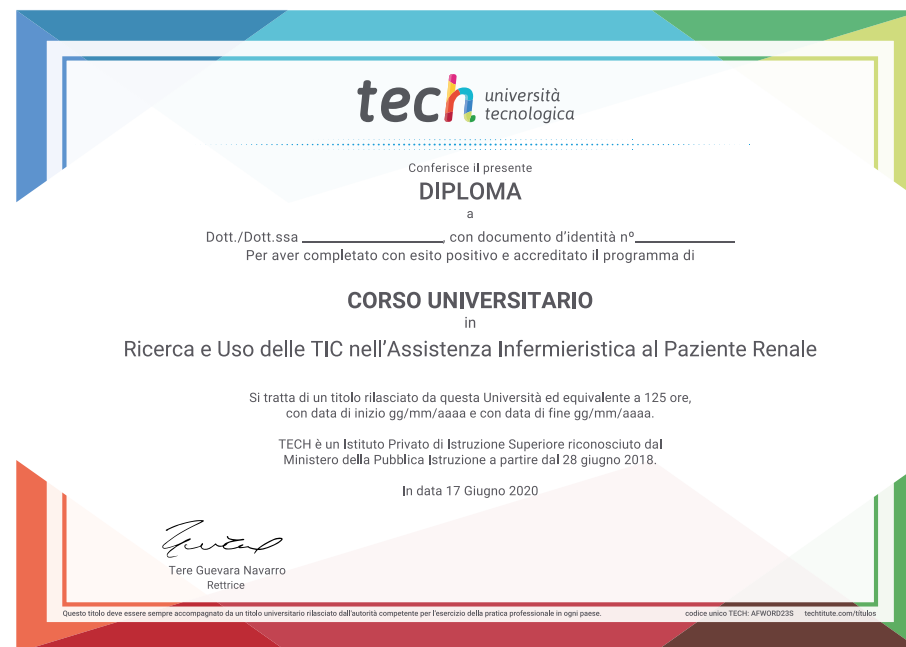 tech università
tecnologica
Conferisce il presente
DIPLOMA
a
Dott./Dott.ssa _________________, con documento d'identità nº____________
Per aver completato con esito positivo e accreditato il programma di
CORSO UNIVERSITARIO
in
Ricerca e Uso delle TIC nell'Assistenza Infermieristica al Paziente Renale
Si tratta di un titolo rilasciato da questa Università ed equivalente a 125 ore,
con data di inizio gg/mm/aaaa e con data di fine gg/mm/aaaa.
TECH è un Istituto Privato di Istruzione Superiore riconosciuto dal
Ministero della Pubblica Istruzione a partire dal 28 giugno 2018.
In data 17 Giugno 2020
Tere Guevara Navarro
Rettrice
Questo titolo deve essere sempre accompagnato da un titolo universitario rilasciato dall'autorità competente per l'esercizio della pratica professionale in ogni paese. codice unico TECH: AFWORD23S techtitute.com/títulos